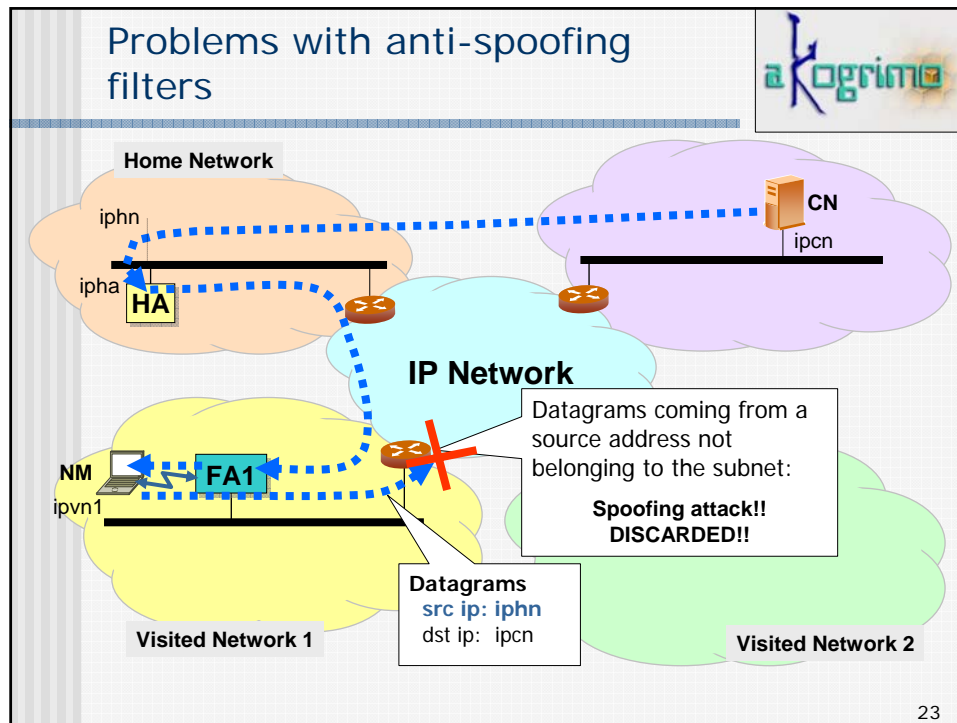 Problems with anti-spoofing
filters
akogrimo
Home Network
iphn
CN
ipcn
ipha
HA
IP Network
Datagrams coming from a
source address not
belonging to the subnet:
Spoofing attack!!
DISCARDED!!
NM
FA1
ipvn1
Datagrams
src ip: iphn
dst ip: ipcn
Visited Network 1
Visited Network 2
23